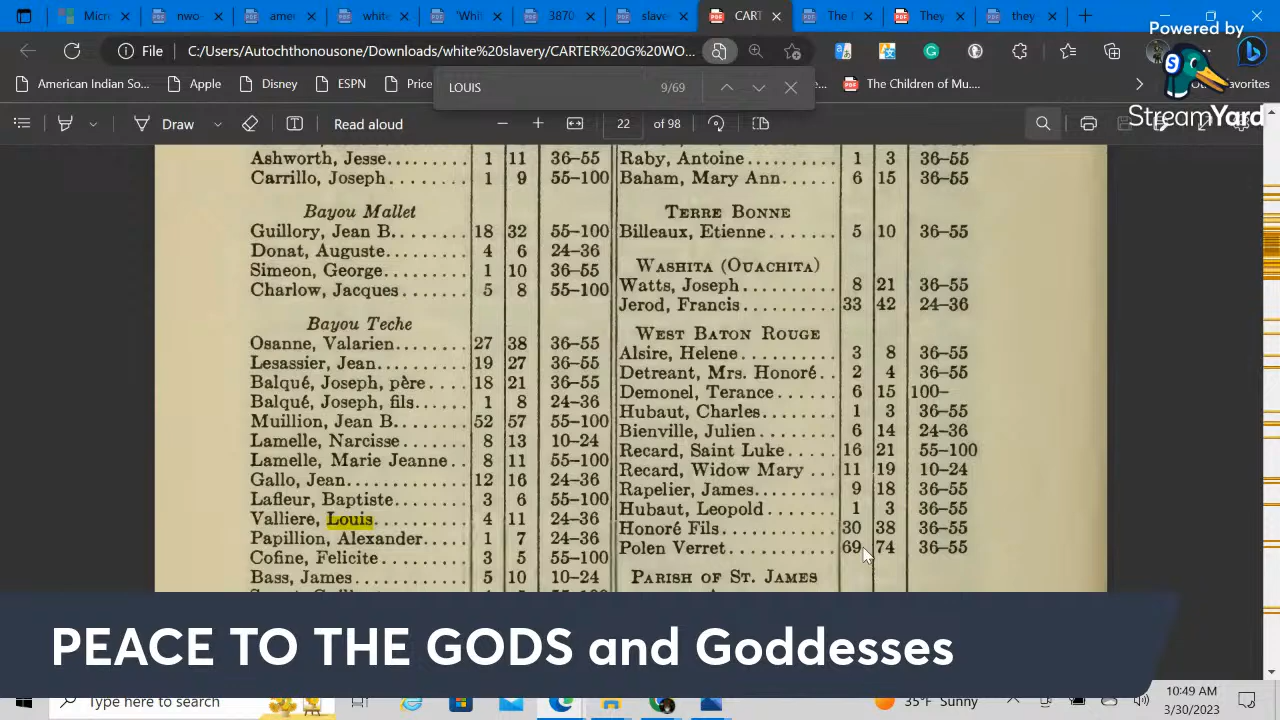 Micr
nwo-
amer
white
'Whit
3870
slaver
CART
The I
They
they
Powered by
File
C:/Users/Autochthonousone/Downloads/white%20slavery/CARTER%20G%20WO...
American Indian So...
Apple
Disney
ESPN
Price
LOUIS
9/69
The Children of Mu...
StreamYard
Draw
Read aloud
22
of 98
Ashworth, Jesse........ 1 11 36-55
Carrillo, Joseph........ 1 9 55-100
Bayou Mallet
Guillory, Jean B........ 18 32 55-100
Donat, Auguste........ 4 6 24-36
Simeon, George........ 1 10 36-55
Charlow, Jacques ...... 5 8 55-100
Bayou Teche
Osanne, Valarien....... 27 38 36-55
Lesassier, Jean......... 19 27 36-55
Balqué, Joseph, père .... 18 21 36-55
Balqué, Joseph, fils..... 1 8 24-36
Muillion, Jean B........ 52 57 55-100
Lamelle, Narcisse ...... 8 13 10-24
Lamelle, Marie Jeanne .. 8 11 55-100
Gallo, Jean............ 12 16 24-36
Lafleur, Baptiste....... 3 6 55-100
Valliere, Louis......... 4 11 24-36
Papillion, Alexander.... 1 7 24-36
Cofine, Felicite ........ 3 5 55-100
Bass, James........... 5 10 10-24
Raby, Antoine ......... 1 3 36-55
Baham, Mary Ann...... 6 15 36-55
Terre Bonne
Billeaux, Etienne ....... 5 10 36-55
Washita (Ouachita)
Watts, Joseph ......... 8 21 36-55
Jerod, Francis ......... 33 42 24-36
West Baton Rouge
Alsire, Helene ......... 3 8 36-55
Detreant, Mrs. Honoré.. 2 4 36-55
Demonel, Terance ...... 6 15 100-
Hubaut, Charles....... 1 3 36-55
Bienville, Julien ....... 6 14 24-36
Recard, Saint Luke ..... 16 21 55-100
Recard, Widow Mary ... 11 19 10-24
Rapelier, James........ 9 18 36-55
Hubaut, Leopold....... 1 3 36-55
Honoré Fils........... 30 38 36-55
Polen Verret .......... 69 74 36-55
Parish of St. James
PEACE TO THE GODS and Goddesses
Type here to search
35°F Sunny
10:49 AM
3/30/2023